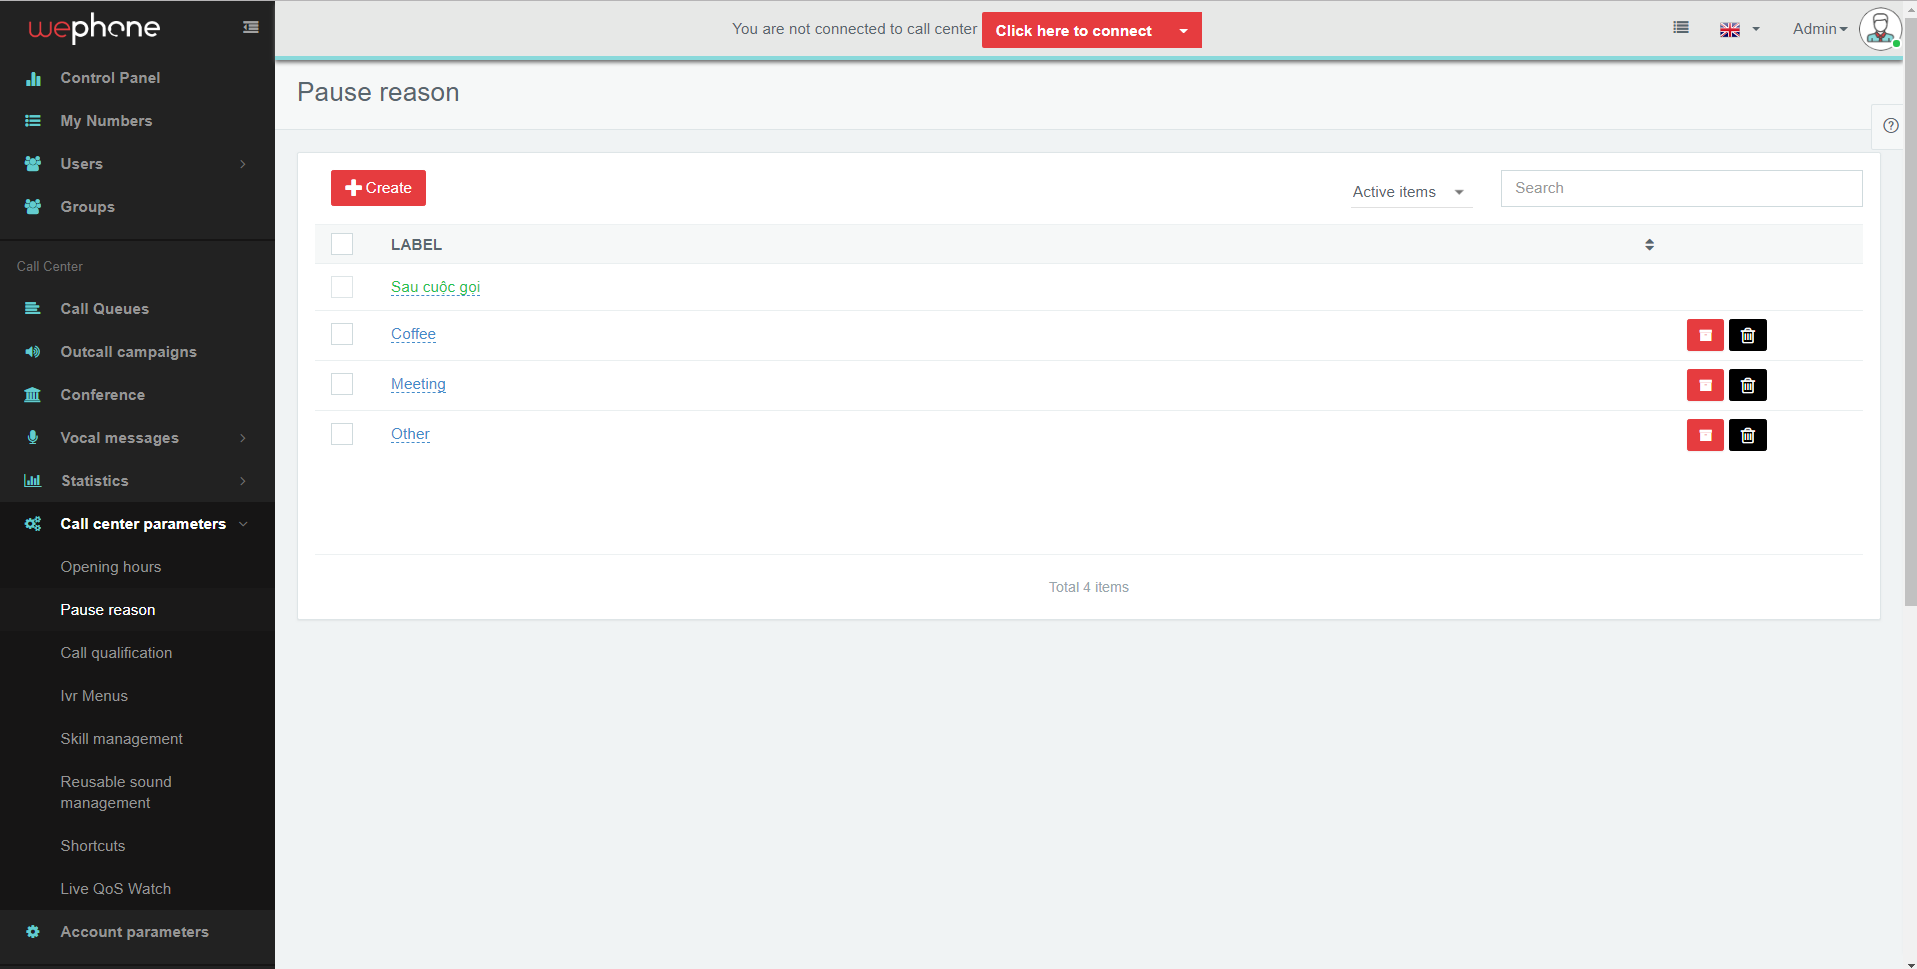 wephone
You are not connected to call center
Click here to connect
Admin
Control Panel
My Numbers
Users
Groups
Call Center
Call Queues
Outcall campaigns
Conference
Vocal messages
Statistics
Call center parameters
Opening hours
Pause reason
Call qualification
Ivr Menus
Skill management
Reusable sound
management
Shortcuts
Live QoS Watch
Account parameters
Pause reason
Create
Active items
Search
LABEL
Sau cuộc gọi
Coffee
Meeting
Other
Total 4 items